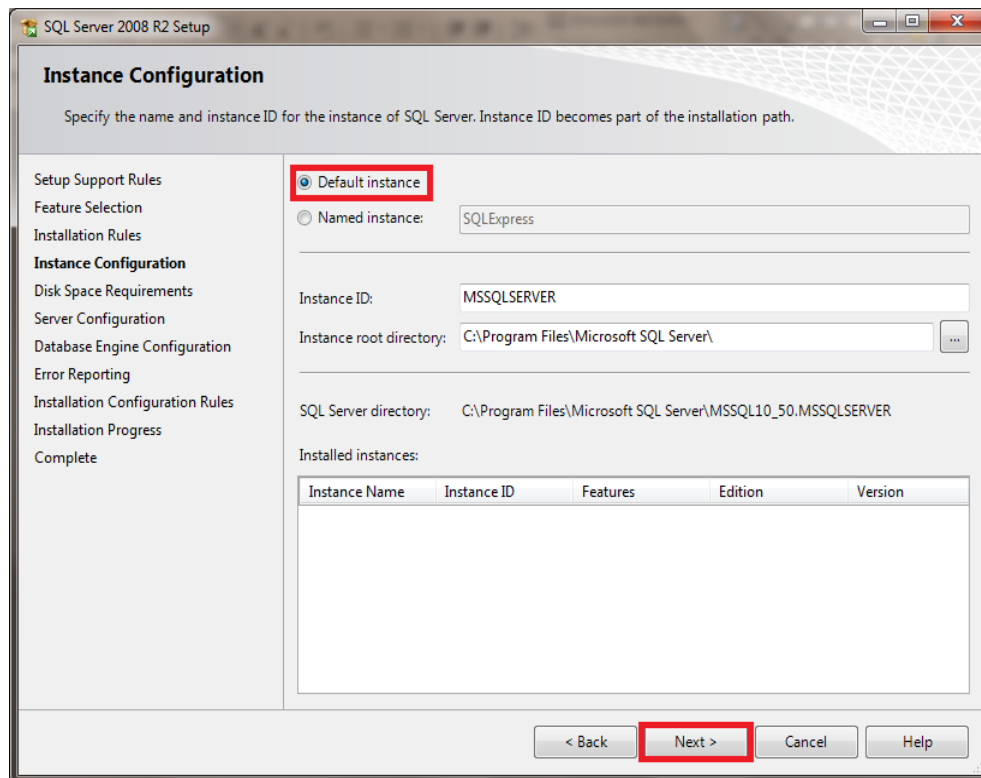 SQL Server 2008 R2 Setup
Instance Configuration
Specify the name and instance ID for the instance of SQL Server. Instance ID becomes part of the installation path.
Setup Support Rules
Feature Selection
Installation Rules
Instance Configuration
Disk Space Requirements
Server Configuration
Database Engine Configuration
Error Reporting
Installation Configuration Rules
Installation Progress
Complete
Default instance
Named instance: SQLExpress
Instance ID: MSSQLSERVER
Instance root directory: C:\Program Files\Microsoft SQL Server\ ...
SQL Server directory: C:\Program Files\Microsoft SQL Server\MSSQL10_50.MSSQLSERVER
Installed instances:
Instance Name Instance ID Features Edition Version
< Back Next > Cancel Help